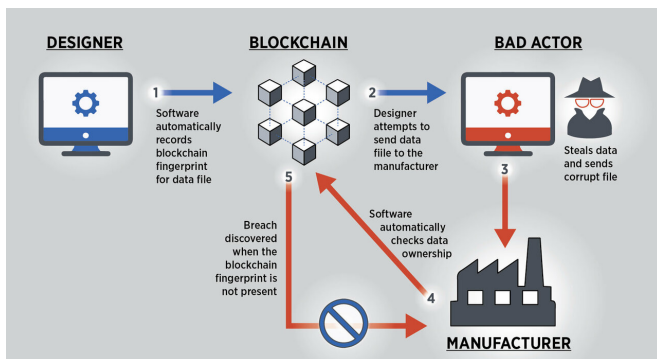 DESIGNER
BLOCKCHAIN
BAD ACTOR
1
Software
automatically
records
blockchain
fingerprint
for data file
2
Designer
attempts to
send data
fiile to the
manufacturer
Steals data
and sends
corrupt file
3
Software
automatically
checks data
ownership
4
5
Breach
discovered
when the
blockchain
fingerprint is
not present
MANUFACTURER